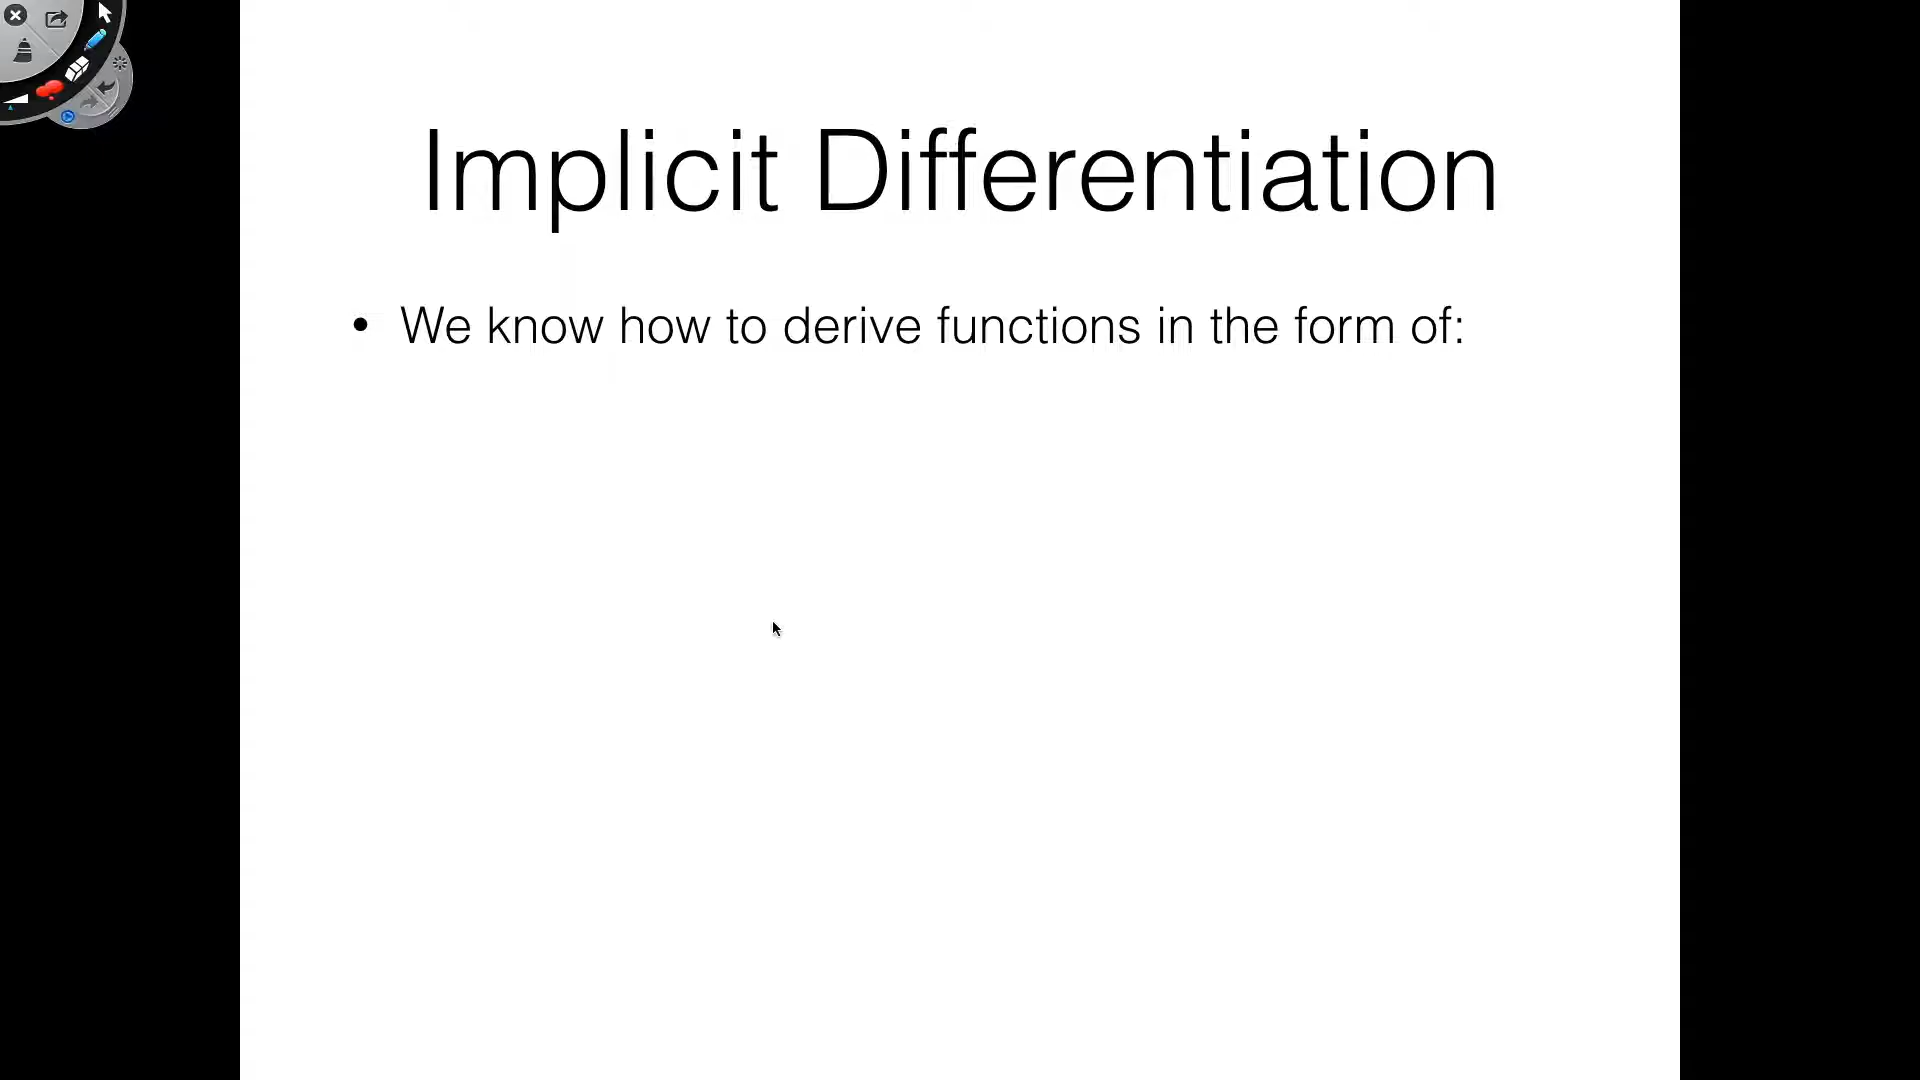 Implicit Differentiation
• We know how to derive functions in the form of: